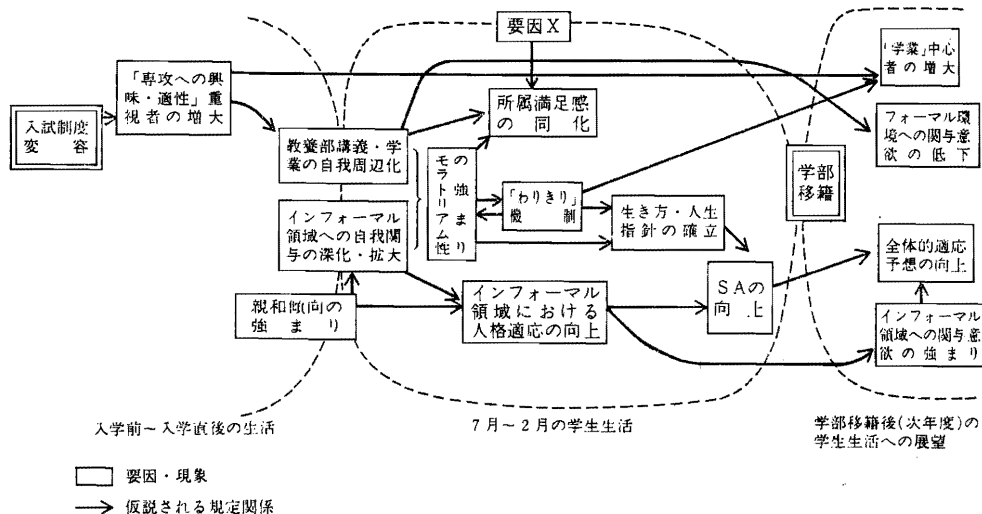 要因X
「専攻への興
味・適性」重
視者の増大
入試制度
変容
教養部講義・学
業の自我周辺化
インフォーマル
領域への自我関
与の深化・拡大
親和傾向の
強まり
所属満足感
の同化
モラトリアム性
の強まり
「わりきり」
機制
生き方・人生
指針の確立
インフォーマル
領域における
人格適応の向上
SAの
向上
学部
移籍
「学業」中心
者の増大
フォーマル環
境への関与意
欲の低下
全体的適応
予想の向上
インフォーマル
領域への関与意
欲の強まり
入学前～入学直後の生活
7月～2月の学生生活
学部移籍後(次年度)の
学生生活への展望
要因・現象
仮説される規定関係